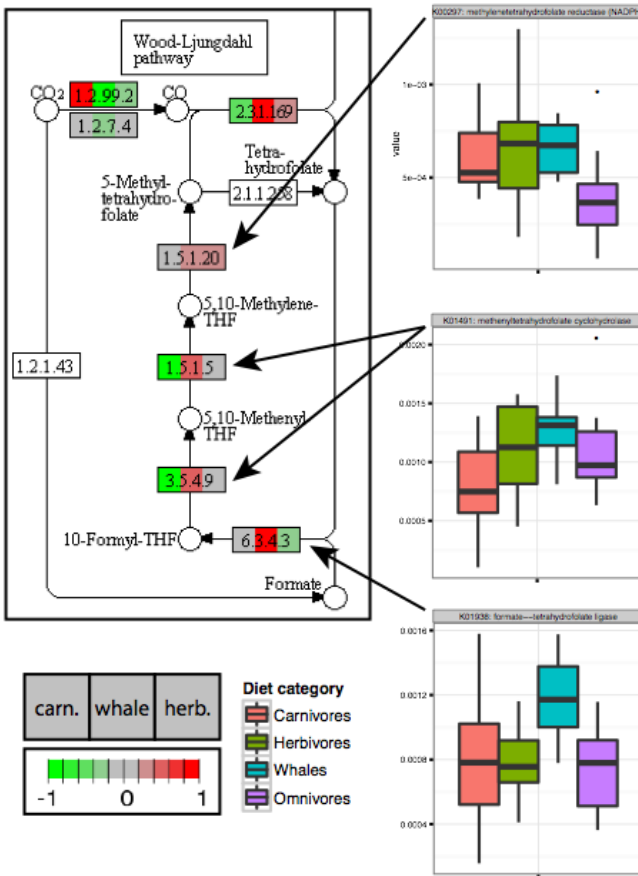 Wood-Ljungdahl
pathway
CO2
CO
1.2.99.2
1.2.7.4
2.3.1.169
Tetra-
hydrofolate
5-Methyl-
tetrahydro-
folate
2.1.1.258
1.5.1.20
5,10-Methylene-
THF
1.2.1.43
1.5.1.5
5,10-Methenyl
THF
3.5.4.9
10-Formyl-THF
6.3.4.3
Formate
K00297: methylenetetrahydrofolate reductase (NADPH
value
1e-03
5e-04
K01491: methenyltetrahydrofolate cyclohydrolase
0.0020
0.0015
0.0010
0.0005
K01938: formate--tetrahydrofolate ligase
0.0016
0.0012
0.0008
0.0004
carn. whale herb.
-1 0 1
Diet category
Carnivores
Herbivores
Whales
Omnivores